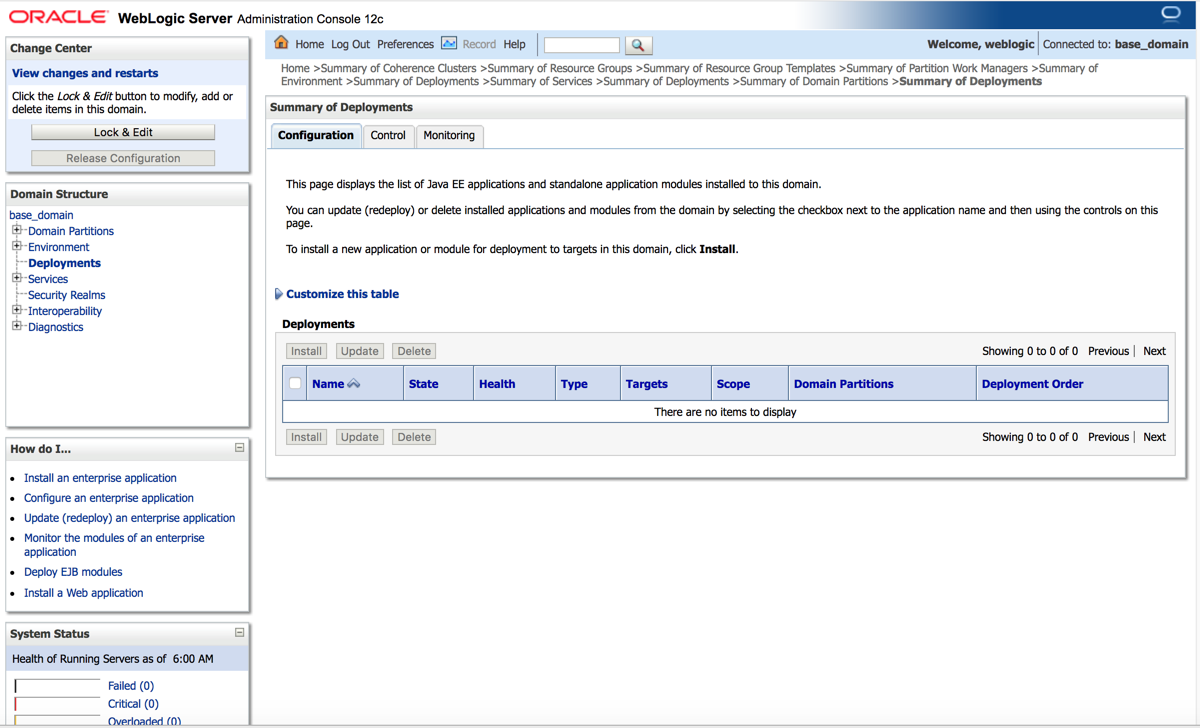 ORACLE WebLogic Server Administration Console 12c
Change Center
View changes and restarts
Click the Lock & Edit button to modify, add or
delete items in this domain.
Lock & Edit
Release Configuration
Domain Structure
base_domain
Domain Partitions
Environment
Deployments
Services
Security Realms
Interoperability
Diagnostics
How do I...
Install an enterprise application
Configure an enterprise application
Update (redeploy) an enterprise application
Monitor the modules of an enterprise
application
Deploy EJB modules
Install a Web application
System Status
Health of Running Servers as of 6:00 AM
Failed (0)
Critical (0)
Overloaded (0)
Home Log Out Preferences Record Help
Welcome, weblogic Connected to: base_domain
Home >Summary of Coherence Clusters >Summary of Resource Groups >Summary of Resource Group Templates >Summary of Partition Work Managers >Summary of
Environment >Summary of Deployments >Summary of Services >Summary of Deployments >Summary of Domain Partitions >Summary of Deployments
Summary of Deployments
Configuration Control Monitoring
This page displays the list of Java EE applications and standalone application modules installed to this domain.
You can update (redeploy) or delete installed applications and modules from the domain by selecting the checkbox next to the application name and then using the controls on this
page.
To install a new application or module for deployment to targets in this domain, click Install.
Customize this table
Deployments
Install Update Delete Showing 0 to 0 of 0 Previous | Next
Name State Health Type Targets Scope Domain Partitions Deployment Order
There are no items to display
Install Update Delete Showing 0 to 0 of 0 Previous | Next